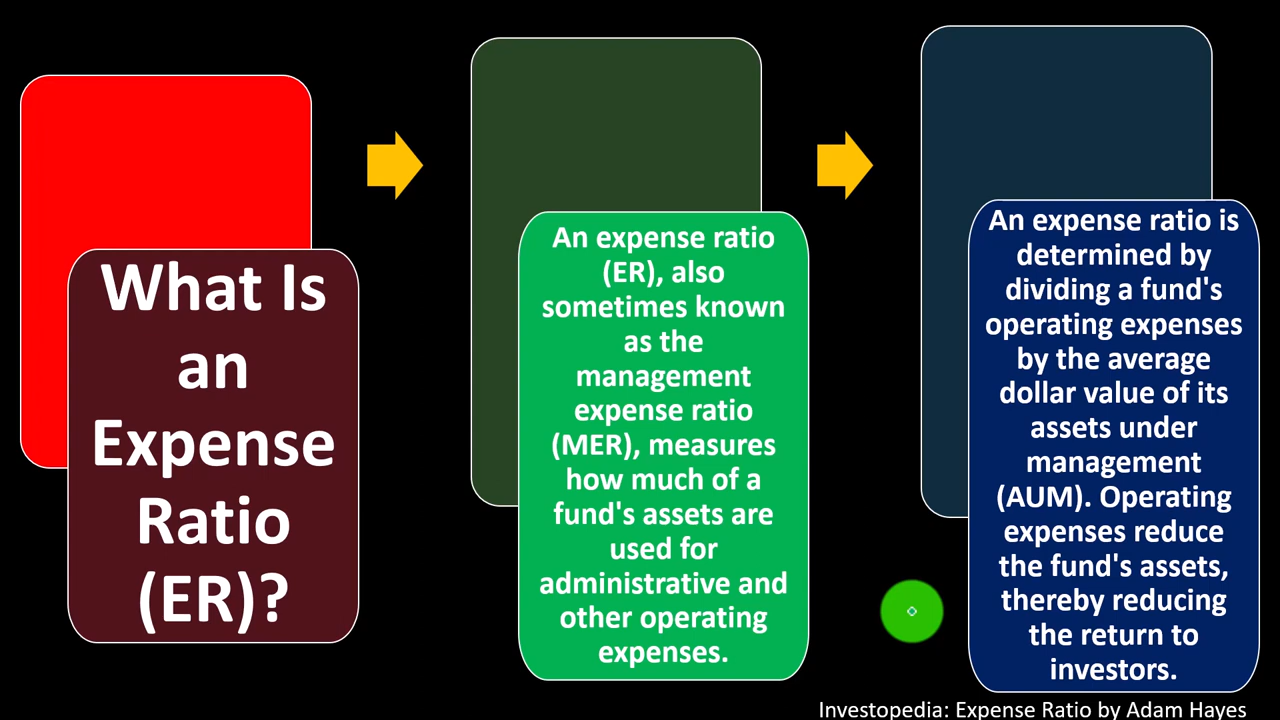 What Is
an
Expense
Ratio
(ER)?
An expense ratio
(ER), also
sometimes known
as the
management
expense ratio
(MER), measures
how much of a
fund's assets are
used for
administrative and
other operating
expenses.
An expense ratio is
determined by
dividing a fund's
operating expenses
by the average
dollar value of its
assets under
management
(AUM). Operating
expenses reduce
the fund's assets,
thereby reducing
the return to
investors.
Investopedia: Expense Ratio by Adam Hayes